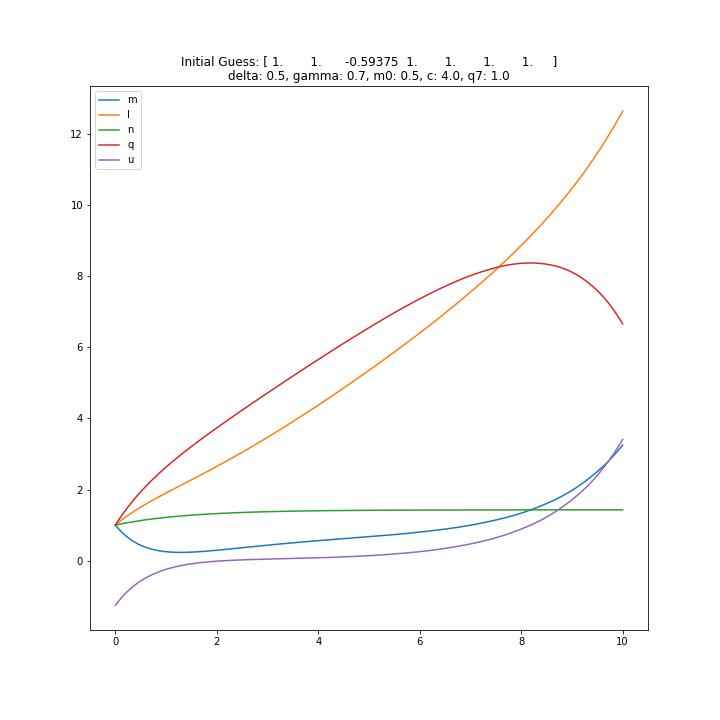 Initial Guess: [ 1. 1. -0.59375 1. 1. 1. 1. ]
delta: 0.5, gamma: 0.7, m0: 0.5, c: 4.0, q7: 1.0
m
l
n
q
u
12
10
8
6
4
2
0
0 2 4 6 8 10